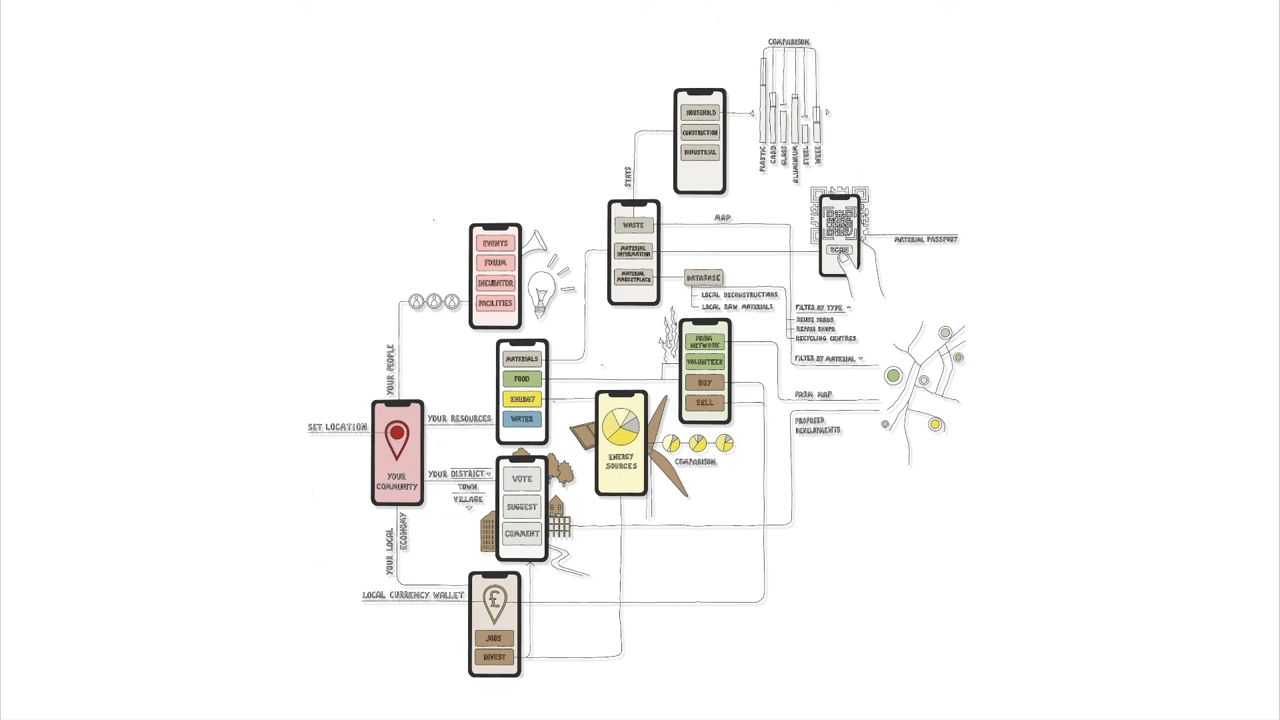 COMPARISON
HOUSEHOLD
CONSTRUCTION
INDUSTRIAL
PLASTIC
CARD
GLASS
ALUMINIUM
STEEL
WEEE
STATS
WASTE
MATERIAL
INFORMATION
MATERIAL
MARKETPLACE
MAP
SCAN
MATERIAL PASSPORT
DATABASE
LOCAL DECONSTRUCTIONS
LOCAL RAW MATERIALS
FILTER BY TYPE
REUSE YARDS
REPAIR SHOPS
RECYCLING CENTRES
FILTER BY MATERIAL
EVENTS
FORUM
INCUBATOR
FACILITIES
YOUR PEOPLE
MATERIALS
FOOD
ENERGY
WATER
FARM
NETWORK
VOLUNTEER
BUY
SELL
FARM MAP
PROPOSED
DEVELOPMENTS
SET LOCATION
YOUR
COMMUNITY
YOUR RESOURCES
ENERGY
SOURCES
COMPARISON
YOUR DISTRICT
TOWN
VILLAGE
VOTE
SUGGEST
COMMENT
YOUR LOCAL
ECONOMY
LOCAL CURRENCY WALLET
£
JOBS
INVEST